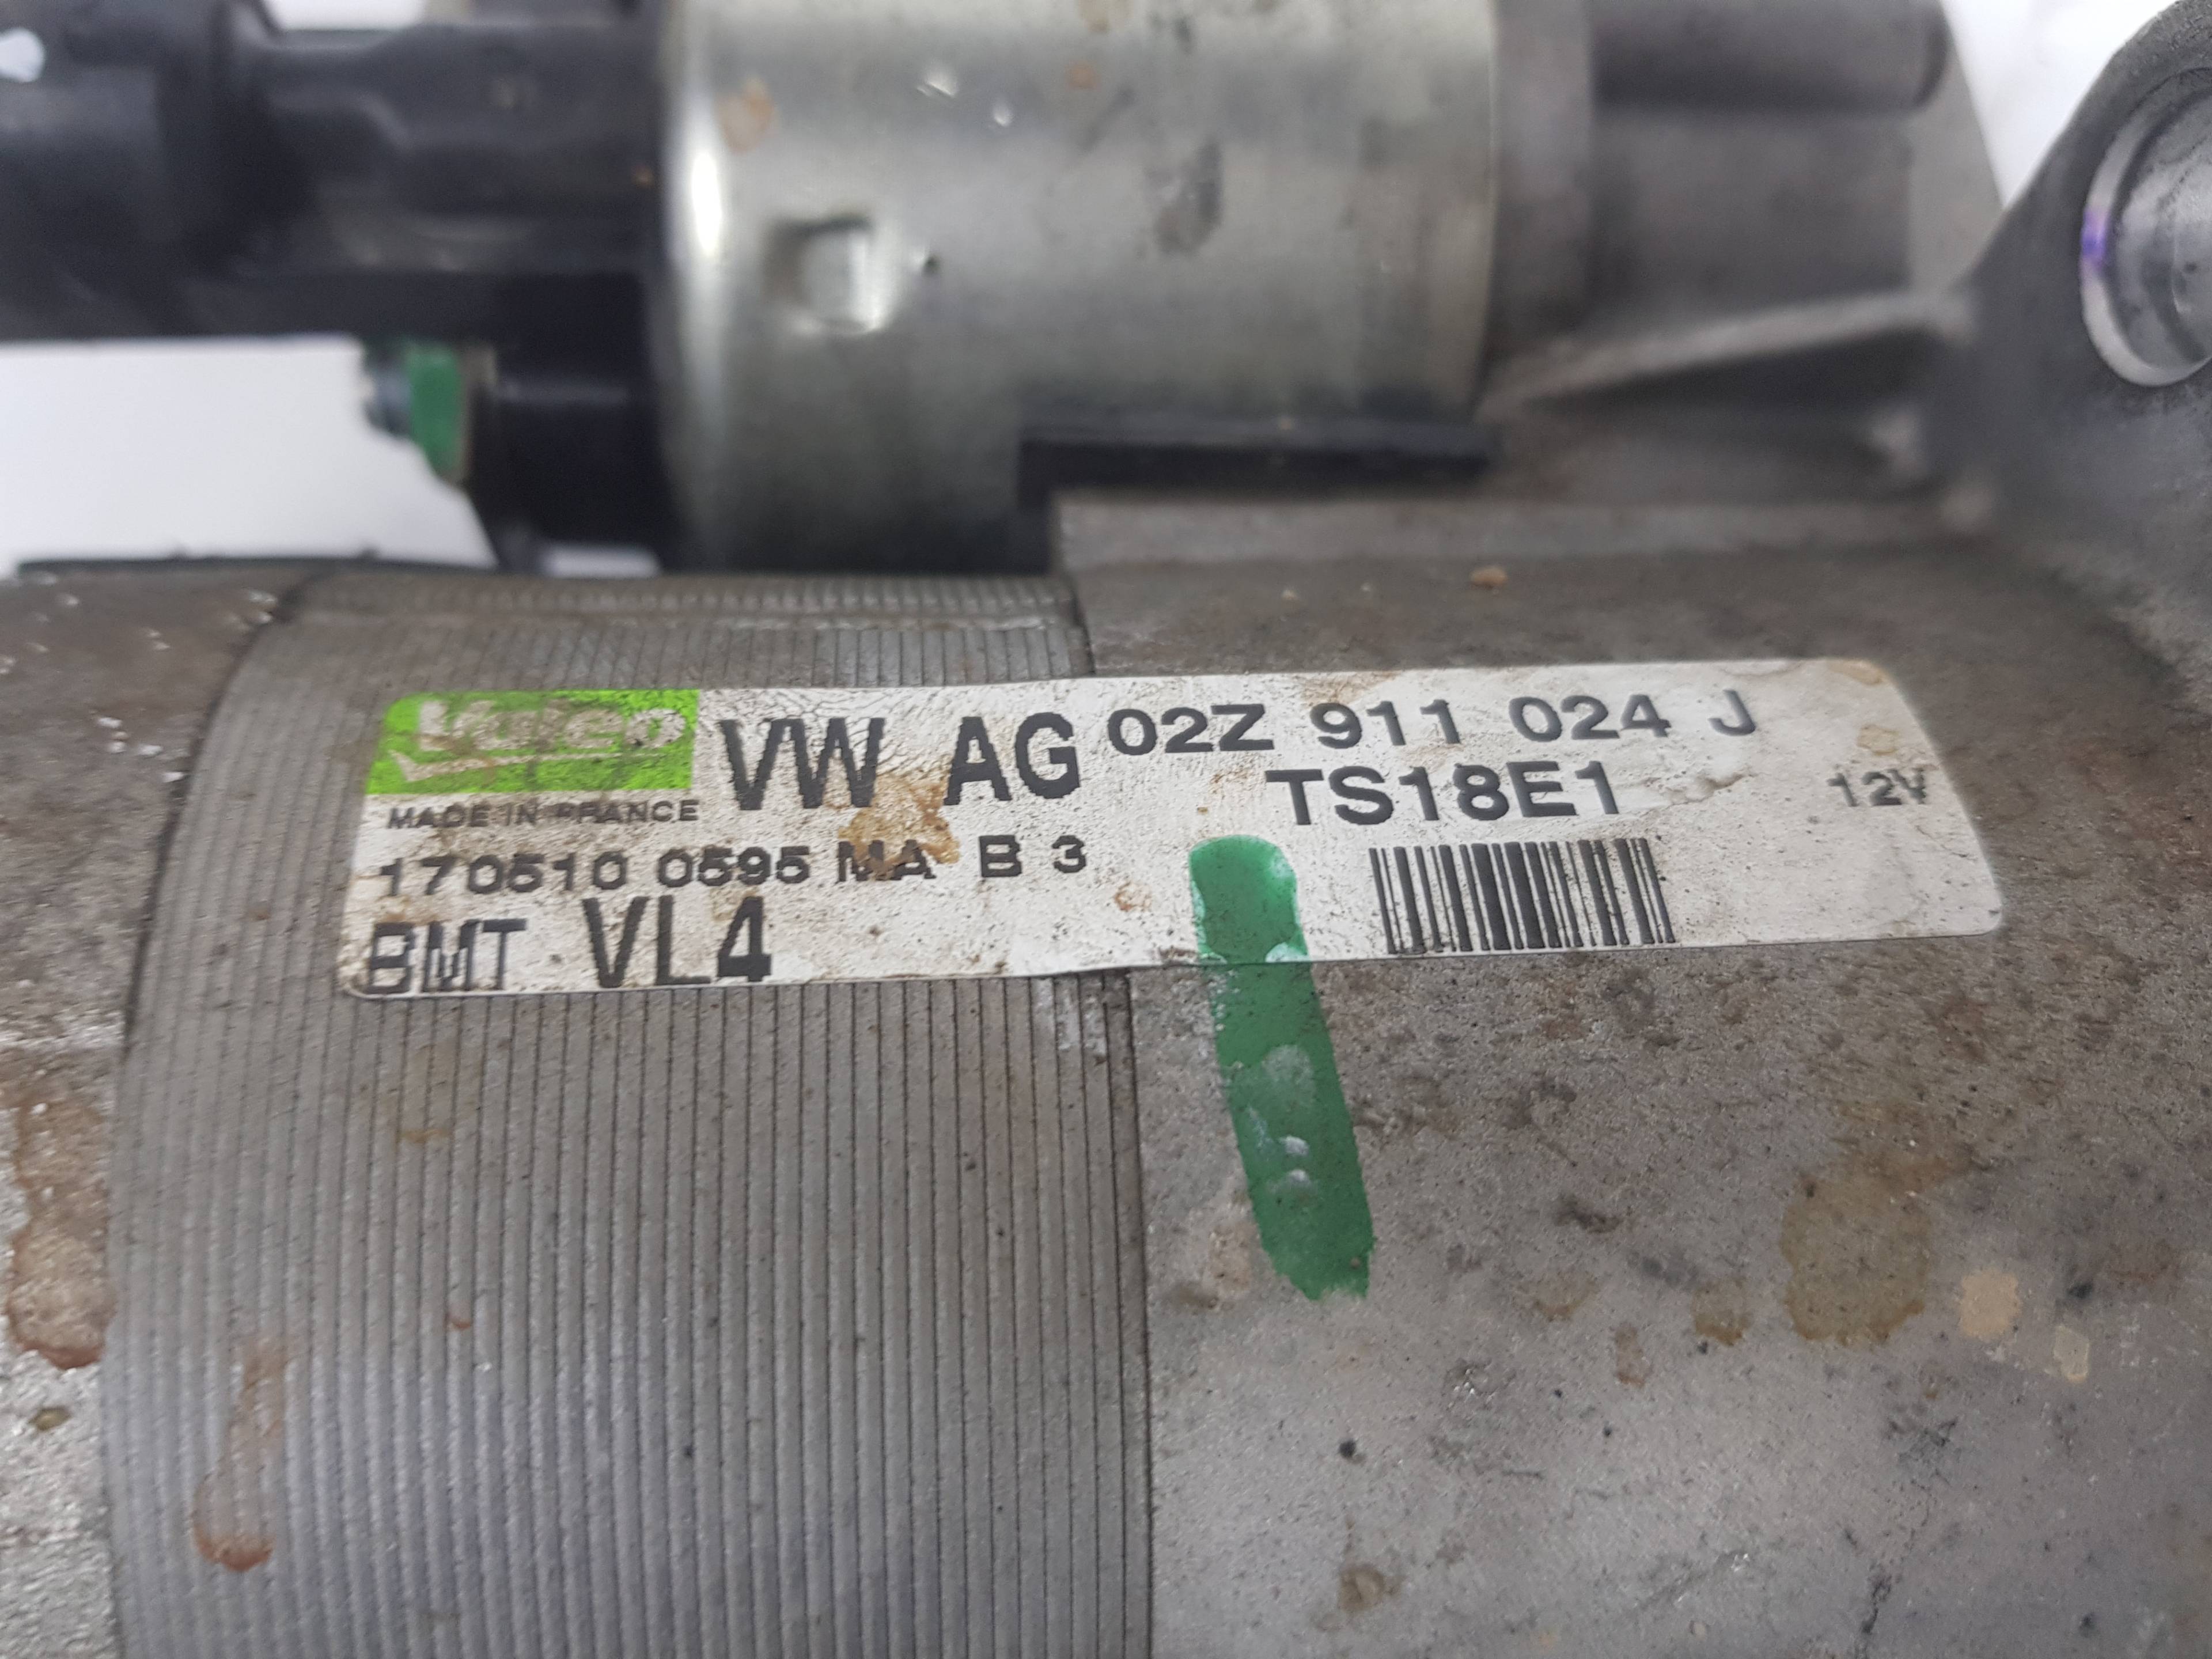 Valeo VW AG 02Z 911 024 J
MADE IN FRANCE TS18E1 12V
170510 0595 MA B 3
BMT VL4